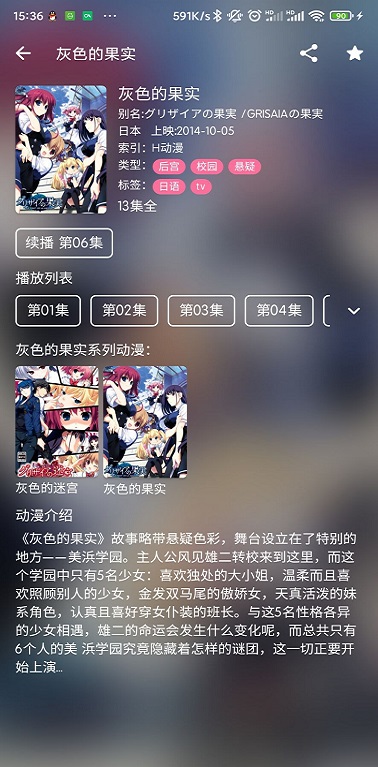 15:36 591K/s 90
灰色的果实
灰色的果实
别名:グリザイアの果実 /GRISAIAの果実
日本 上映:2014-10-05
索引: H动漫
类型: 后宫 校园 悬疑
标签: 日语 tv
13集全
续播 第06集
播放列表
第01集 第02集 第03集 第04集
灰色的果实系列动漫:
灰色的迷宫 灰色的果实
动漫介绍
《灰色的果实》故事略带悬疑色彩，舞台设立在了特别的
地方——美浜学园。主人公风见雄二转校来到这里，而这
个学园中只有5名少女：喜欢独处的大小姐，温柔而且喜
欢照顾别人的少女，金发双马尾的傲娇女，天真活泼的妹
系角色，认真且喜好穿女仆装的班长。与这5名性格各异
的少女相遇，雄二的命运会发生什么变化呢，而总共只有
6个人的美 浜学园究竟隐藏着怎样的谜团，这一切正要开
始上演...